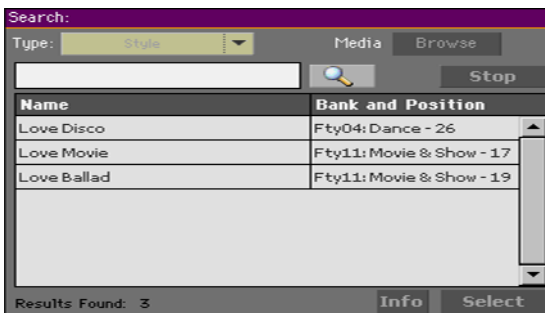 Search:
Type: Style Media Browse
Stop
Name Bank and Position
Love Disco Fty04: Dance - 26
Love Movie Fty11: Movie & Show - 17
Love Ballad Fty11: Movie & Show - 19
Results Found: 3 Info Select